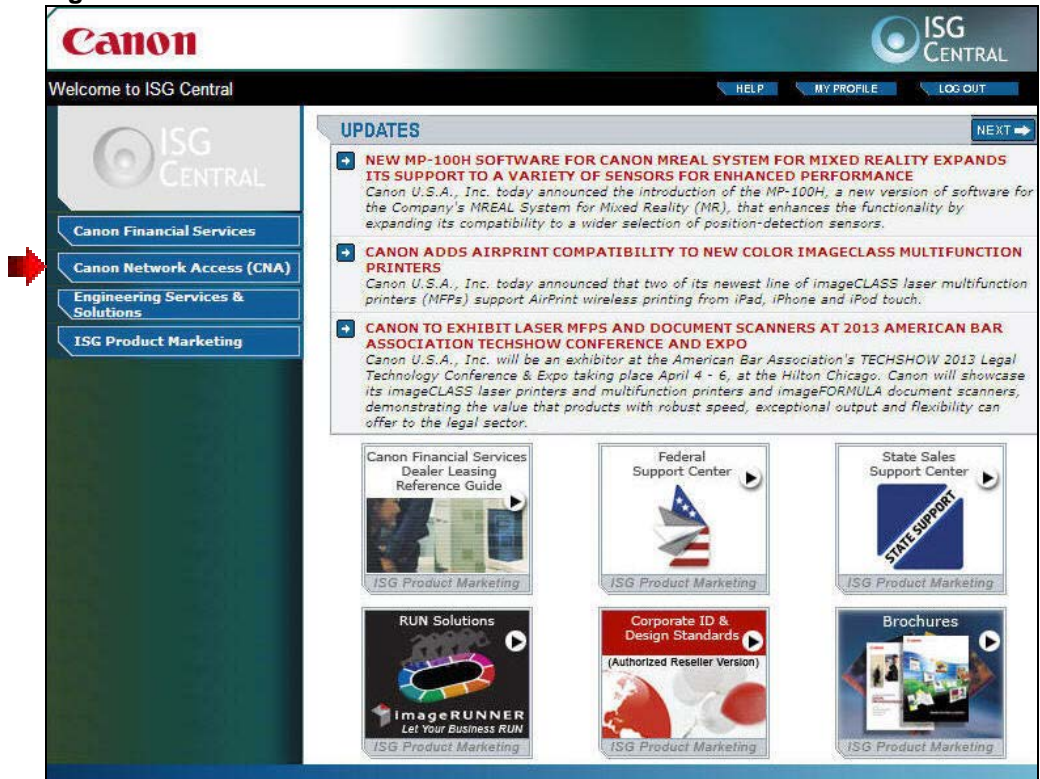 Canon
ISG
CENTRAL
Welcome to ISG Central
HELP
MY PROFILE
LOG OUT
ISG
CENTRAL
Canon Financial Services
Canon Network Access (CNA)
Engineering Services &
Solutions
ISG Product Marketing
UPDATES
NEXT
NEW MP-100H SOFTWARE FOR CANON MREAL SYSTEM FOR MIXED REALITY EXPANDS
ITS SUPPORT TO A VARIETY OF SENSORS FOR ENHANCED
PERFORMANCE
Canon U.S.A., Inc. today announced the introduction of the MP-100H, a new version of software for
the Company's MREAL System for Mixed Reality (MR), that enhances the functionality by
expanding its compatibility to a wider selection of position-detection sensors.
CANON ADDS AIRPRINT COMPATIBILITY TO NEW COLOR IMAGECLASS MULTIFUNCTION
PRINTERS
Canon U.S.A., Inc. today announced that two of its newest line of imageCLASS laser multifunction
printers (MFPs) support AirPrint wireless printing from iPad, iPhone and iPod touch.
CANON TO EXHIBIT LASER MFPS AND DOCUMENT SCANNERS AT 2013 AMERICAN BAR
ASSOCIATION TECHSHOW CONFERENCE AND EXPO
Canon U.S.A., Inc. will be an exhibitor at the American Bar Association's TECHSHOW 2013 Legal
Technology Conference & Expo taking place April 4 - 6, at the Hilton Chicago. Canon will showcase
its imageCLASS laser printers and multifunction printers and imageFORMULA document scanners,
demonstrating the value that products with robust speed, exceptional output and flexibility can
offer to the legal sector.
Canon Financial Services
Dealer Leasing
Reference Guide
ISG Product Marketing
Federal
Support Center
ISG Product Marketing
State Sales
Support Center
STATE SUPPORT
ISG Product Marketing
RUN Solutions
imageRUNNER
Let Your Business RUN
ISG Product Marketing
Corporate ID &
Design Standards
(Authorized Reseller Version)
ISG Product Marketing
Brochures
ISG Product Marketing